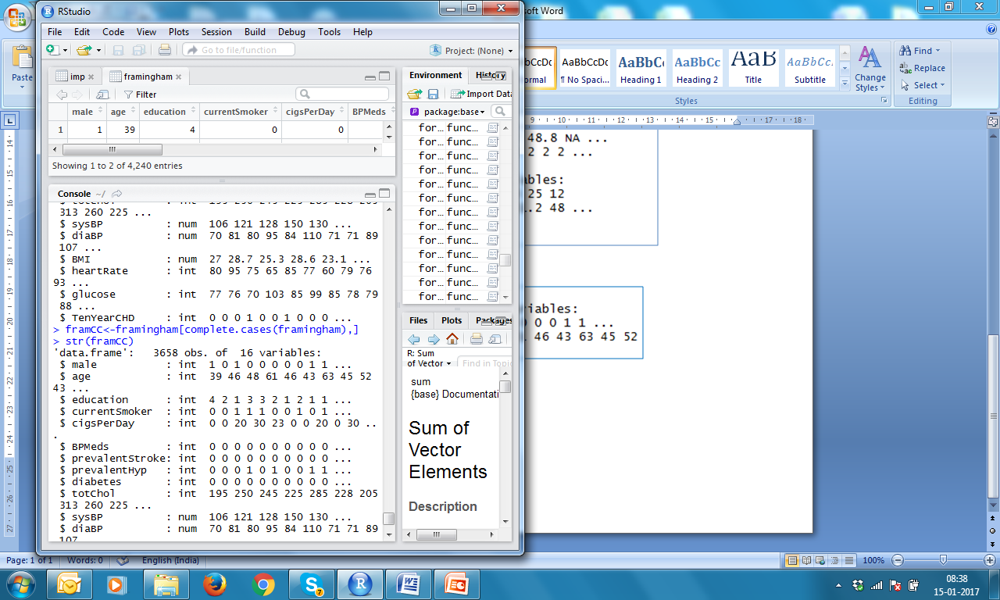 RStudio
soft Word
File Edit Code View Plots Session Build Debug Tools Help
Go to file/function
Project: (None)
imp
framingham
Filter
male age education currentSmoker cigsPerDay BPMeds
1 1 39 4 0 0
Showing 1 to 2 of 4,240 entries
Console ~/
313 260 225 ...
$ sysBP : num 106 121 128 150 130 ...
$ diaBP : num 70 81 80 95 84 110 71 71 89
107 ...
$ BMI : num 27 28.7 25.3 28.6 23.1 ...
$ heartRate : int 80 95 75 65 85 77 60 79 76
93 ...
$ glucose : int 77 76 70 103 85 99 85 78 79
88 ...
$ TenYearCHD : int 0 0 0 1 0 0 1 0 0 0 ...
> framCC<-framingham[complete.cases(framingham),]
> str(framCC)
'data.frame': 3658 obs. of 16 variables:
$ male : int 1 0 1 0 0 0 0 0 1 1 ...
$ age : int 39 46 48 61 46 43 63 45 52
43 ...
$ education : int 4 2 1 3 3 2 1 2 1 1 ...
$ currentSmoker : int 0 0 1 1 1 0 0 1 0 1 ...
$ cigsPerDay : int 0 0 20 30 23 0 0 20 0 30 ..
.
$ BPMeds : int 0 0 0 0 0 0 0 0 0 0 ...
$ prevalentStroke: int 0 0 0 0 0 0 0 0 0 0 ...
$ prevalentHyp : int 0 0 0 1 0 1 0 0 1 1 ...
$ diabetes : int 0 0 0 0 0 0 0 0 0 0 ...
$ totChol : int 195 250 245 225 285 228 205
313 260 225 ...
$ sysBP : num 106 121 128 150 130 ...
$ diaBP : num 70 81 80 95 84 110 71 71 89
107
Environment
Import Data
package:base
for... func...
for... func...
for... func...
for... func...
for... func...
for... func...
for... func...
for... func...
for... func...
for... func...
for... func...
for... func...
for... func...
Files Plots Packages
R: Sum
of Vector
Find in Topic
sum
{base} Documentati
Sum of
Vector
Elements
Description
Paste
AaBbCcDc
AaBbCcDc
AaBbC
AaBbCc
AaB
AaBbCc.
ormal
¶ No Spaci...
Heading 1
Heading 2
Title
Subtitle
Change
Styles
Find
Replace
Select
Styles
Editing
9 10 11 12 13 14 15 17 18
14
15
16
17
18
19
20
21
22
23
24
25
26
27
48.8 NA ...
2 2 2 ...
iables:
25 12
.2 48 ...
iables:
0 0 0 1 1 ...
46 43 63 45 52
Page: 1 of 1
Words: 0
English (India)
100%
7
08:38
15-01-2017